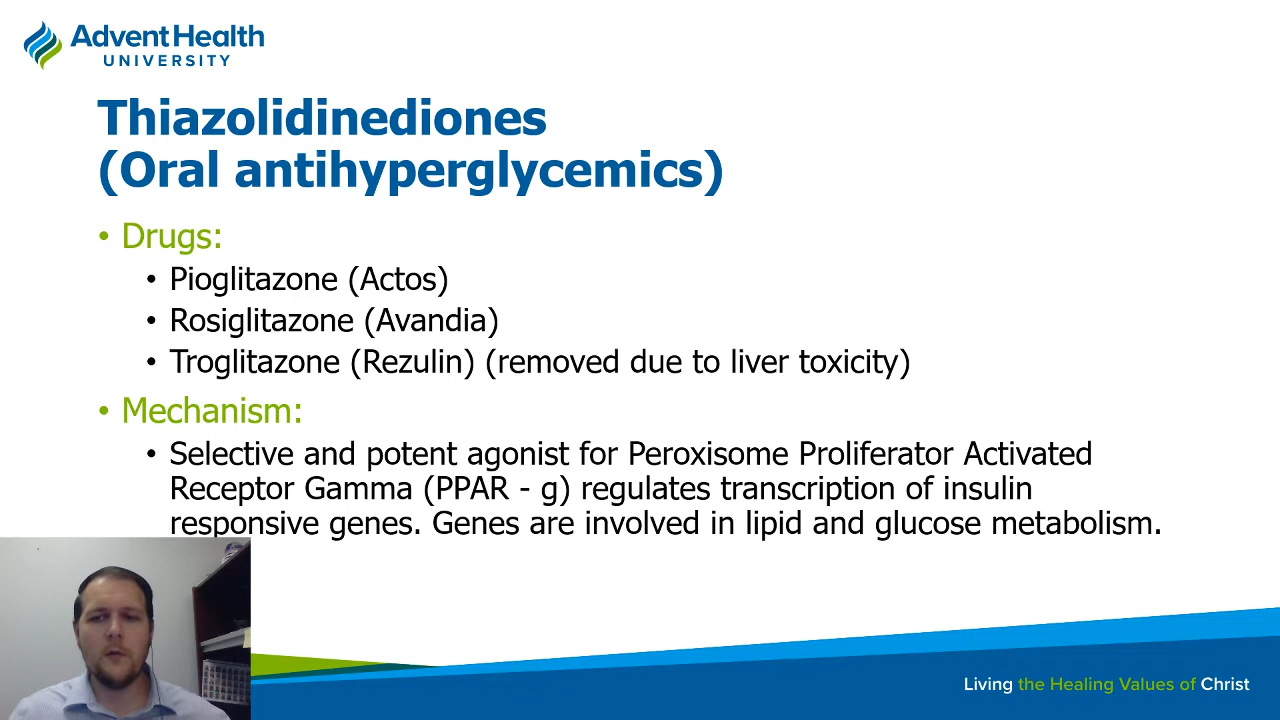 AdventHealth
UNIVERSITY
Thiazolidinediones
(Oral antihyperglycemics)
• Drugs:
• Pioglitazone (Actos)
• Rosiglitazone (Avandia)
• Troglitazone (Rezulin) (removed due to liver toxicity)
• Mechanism:
• Selective and potent agonist for Peroxisome Proliferator Activated
Receptor Gamma (PPAR - g) regulates transcription of insulin
responsive genes. Genes are involved in lipid and glucose metabolism.
Living the Healing Values of Christ